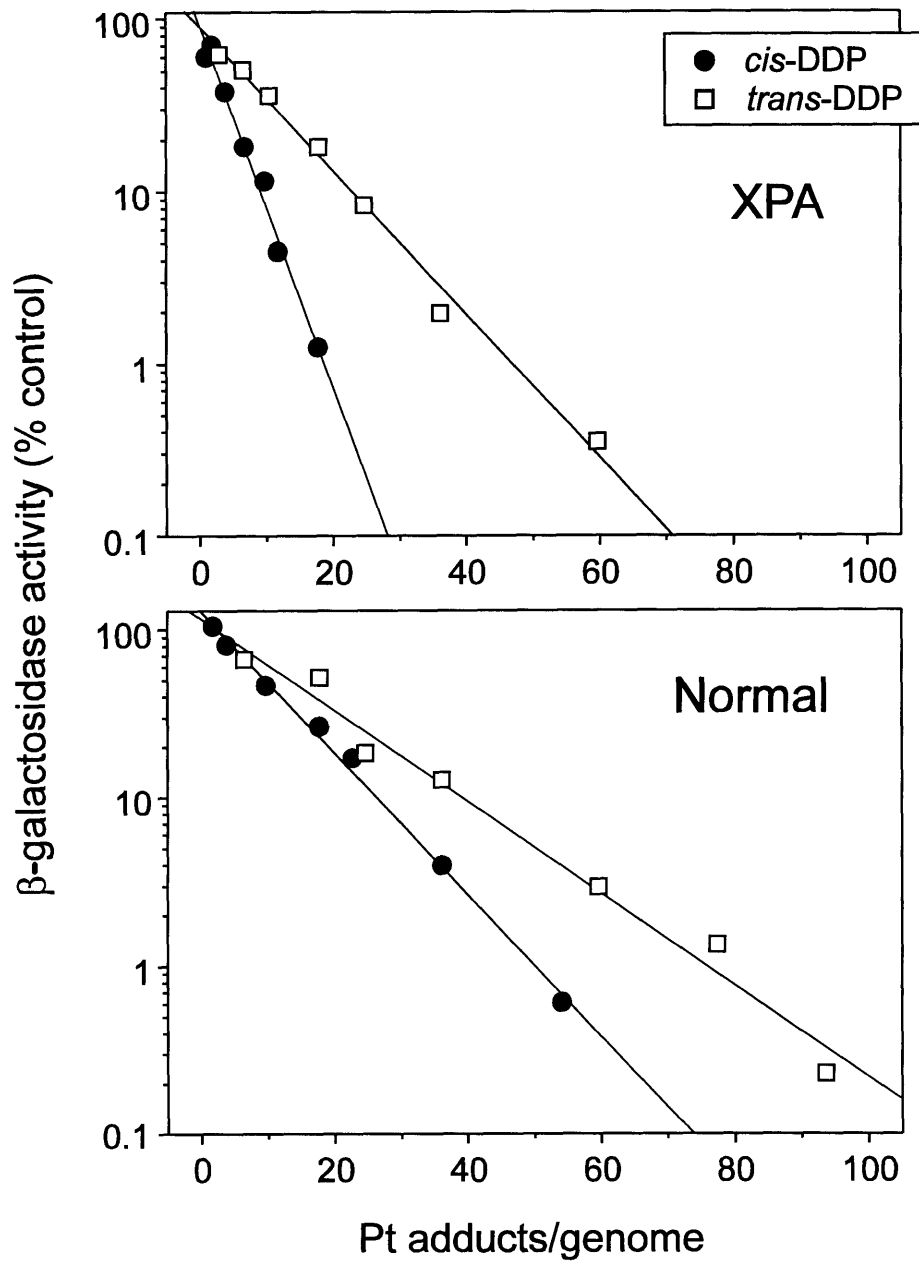 β-galactosidase activity (% control)
100
10
1
0.1
cis-DDP
trans-DDP
XPA
0 20 40 60 80 100
100
10
1
0.1
Normal
0 20 40 60 80 100
Pt adducts/genome